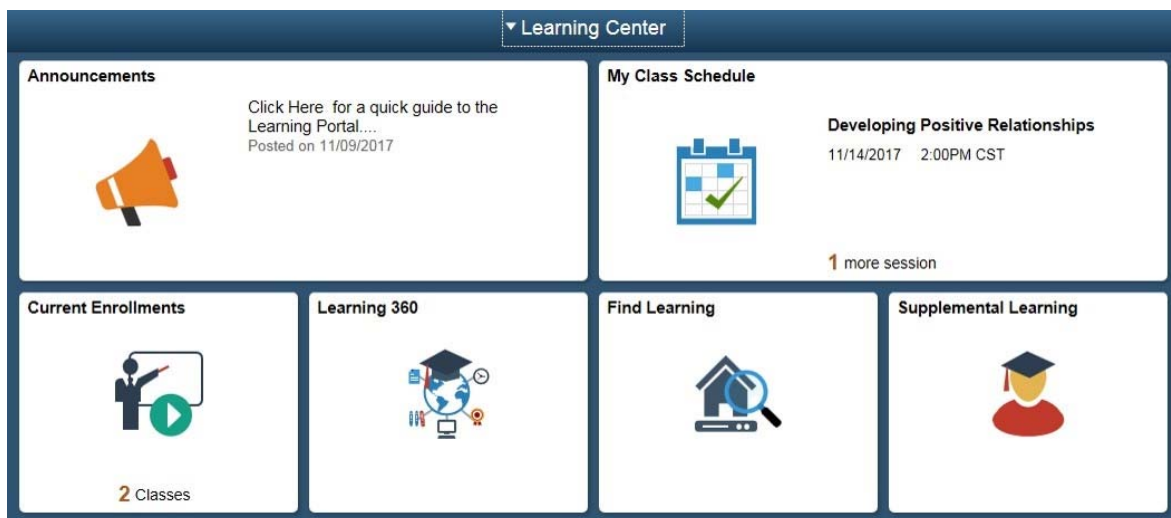 Learning Center
Announcements
Click Here for a quick guide to the
Learning Portal....
Posted on 11/09/2017
My Class Schedule
Developing Positive Relationships
11/14/2017 2:00PM CST
1 more session
Current Enrollments
2 Classes
Learning 360
Find Learning
Supplemental Learning